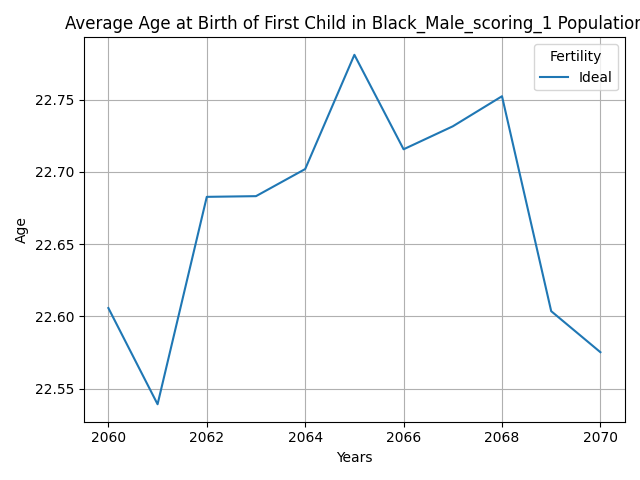 Average Age at Birth of First Child in Black_Male_scoring_1 Population
Fertility
Ideal
22.75
22.70
22.65
22.60
22.55
Age
2060 2062 2064 2066 2068 2070
Years